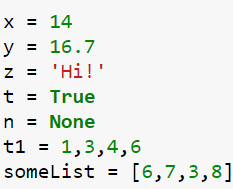 x = 14
y = 16.7
z = 'Hi!'
t = True
n = None
t1 = 1,3,4,6
someList = [6,7,3,8]